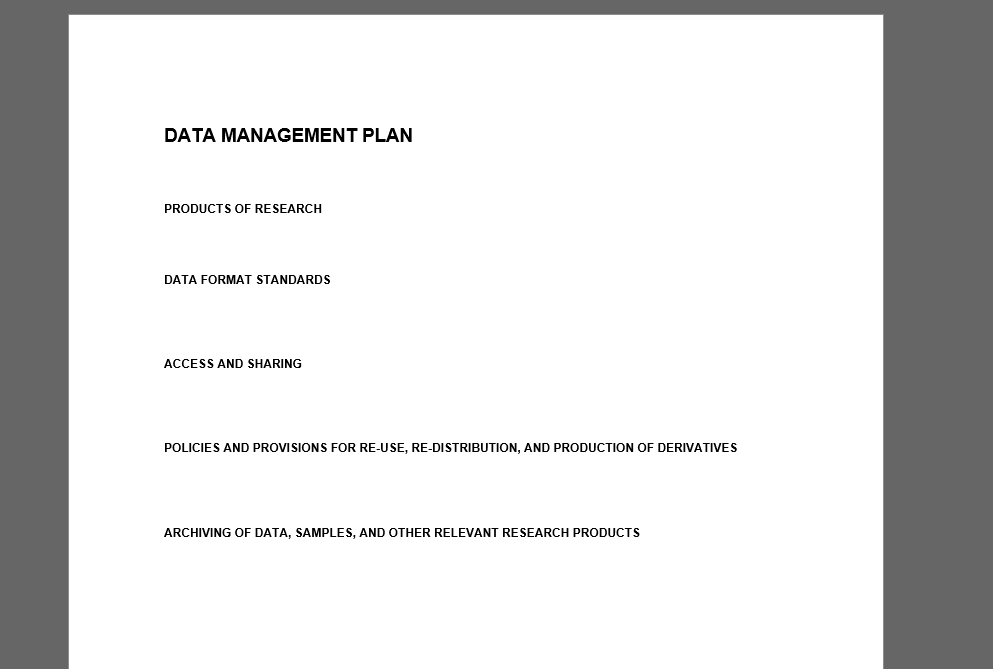 DATA MANAGEMENT PLAN
PRODUCTS OF RESEARCH
DATA FORMAT STANDARDS
ACCESS AND SHARING
POLICIES AND PROVISIONS FOR RE-USE, RE-DISTRIBUTION, AND PRODUCTION OF DERIVATIVES
ARCHIVING OF DATA, SAMPLES, AND OTHER RELEVANT RESEARCH PRODUCTS